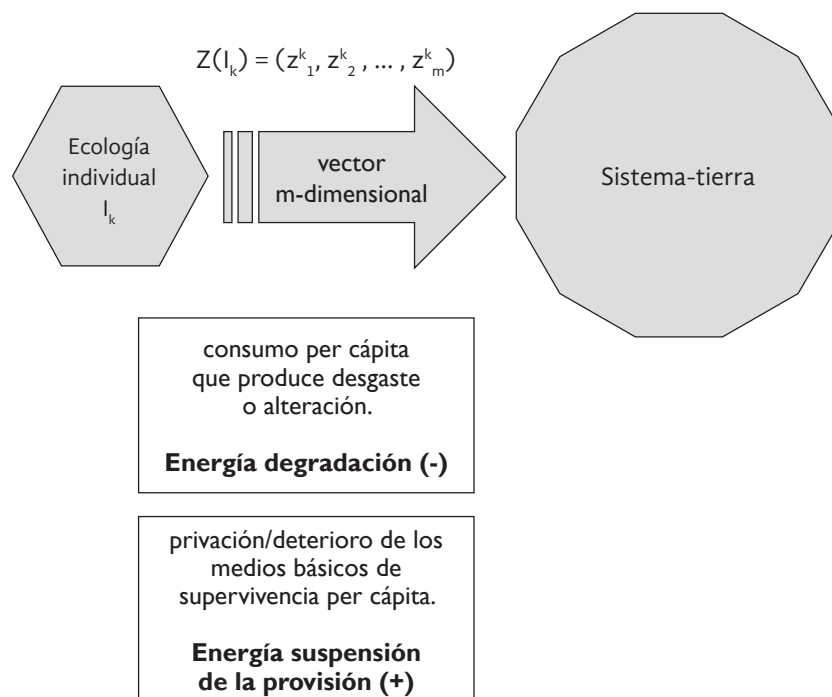 Z(I_k) = (z^k_1, z^k_2 , ... , z^k_m)
Ecología
individual
I_k
vector
m-dimensional
Sistema-tierra
consumo per cápita
que produce desgaste
o alteración.
Energía degradación (-)
privación/deterioro de los
medios básicos de
supervivencia per cápita.
Energía suspensión
de la provisión (+)